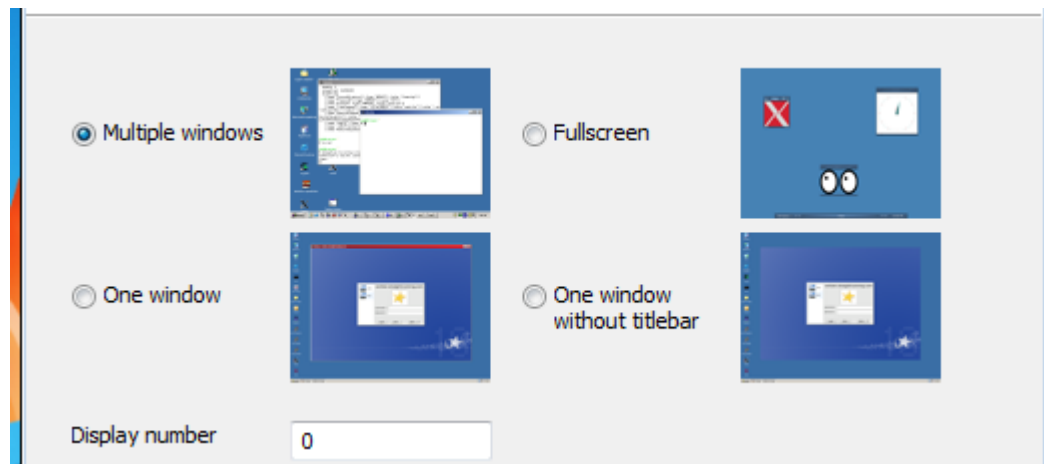 Multiple windows
Fullscreen
One window
One window
without titlebar
Display number
0